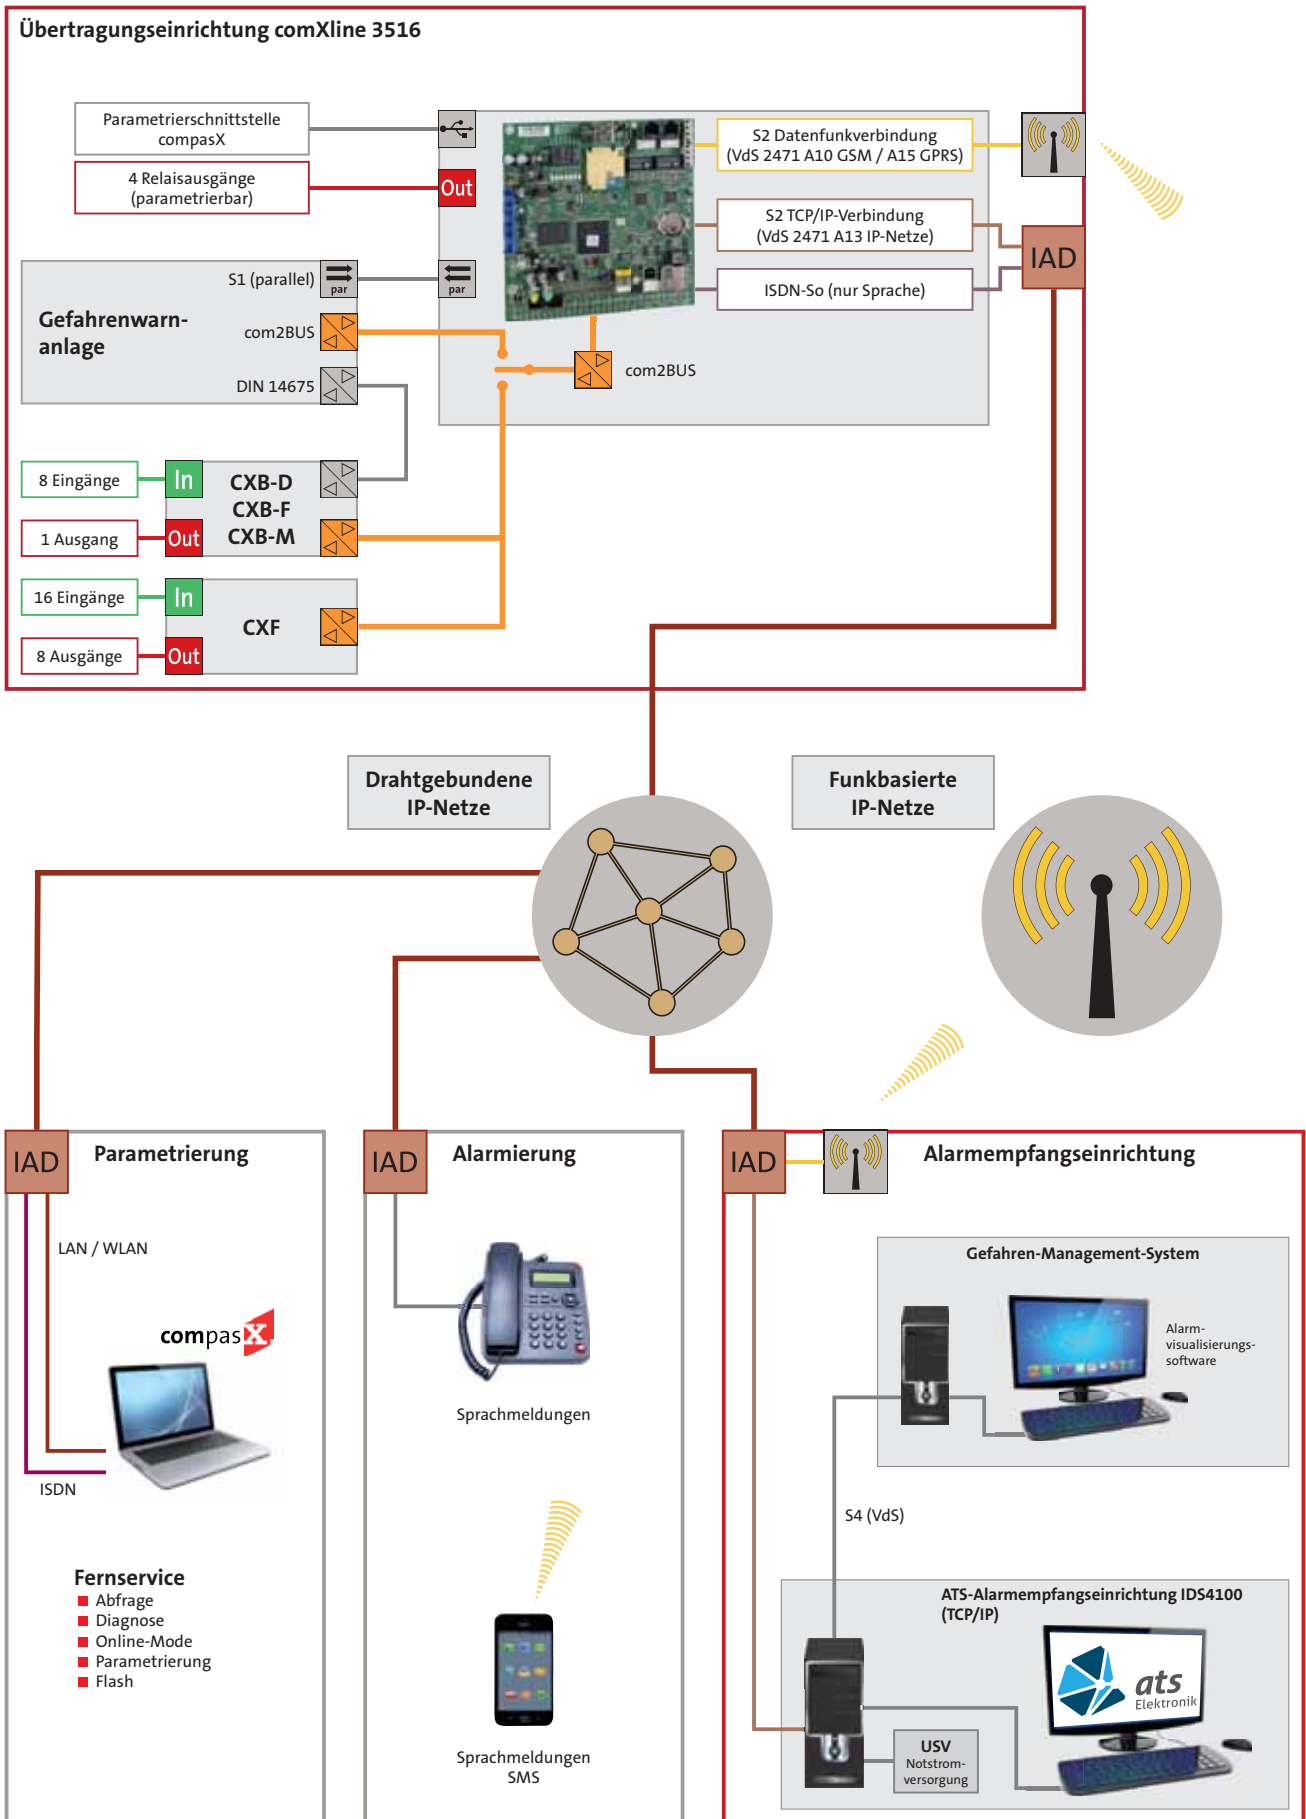 Übertragungseinrichtung comXline 3516
Parametrierschnittstelle
compasX
4 Relaisausgänge
(parametrierbar)
Out
S2 Datenfunkverbindung
(VdS 2471 A10 GSM / A15 GPRS)
S2 TCP/IP-Verbindung
(VdS 2471 A13 IP-Netze)
IAD
ISDN-So (nur Sprache)
Gefahrenwarn-
anlage
S1 (parallel)
par
par
com2BUS
com2BUS
DIN 14675
8 Eingänge
In
1 Ausgang
Out
CXB-D
CXB-F
CXB-M
16 Eingänge
In
8 Ausgänge
Out
CXF
Drahtgebundene
IP-Netze
Funkbasierte
IP-Netze
IAD
Parametrierung
LAN / WLAN
compasX
ISDN
Fernservice
Abfrage
Diagnose
Online-Mode
Parametrierung
Flash
IAD
Alarmierung
Sprachmeldungen
Sprachmeldungen
SMS
IAD
Alarmempfangseinrichtung
Gefahren-Management-System
Alarm-
visualisierungs-
software
S4 (VdS)
ATS-Alarmempfangseinrichtung IDS4100
(TCP/IP)
ats
Elektronik
USV
Notstrom-
versorgung